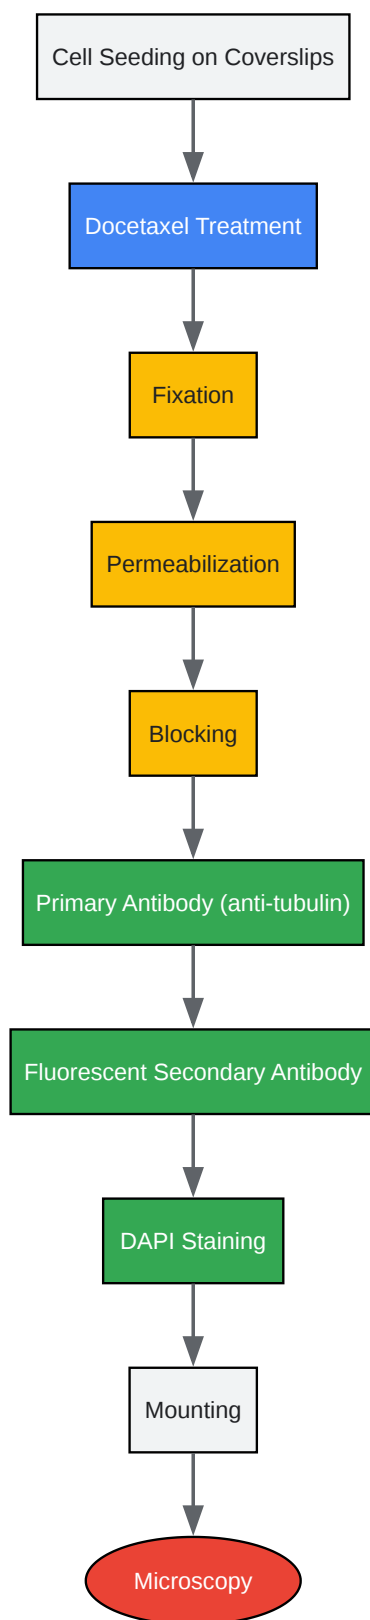 Cell Seeding on Coverslips
Docetaxel Treatment
Fixation
Permeabilization
Blocking
Primary Antibody (anti-tubulin)
Fluorescent Secondary Antibody
DAPI Staining
Mounting
Microscopy